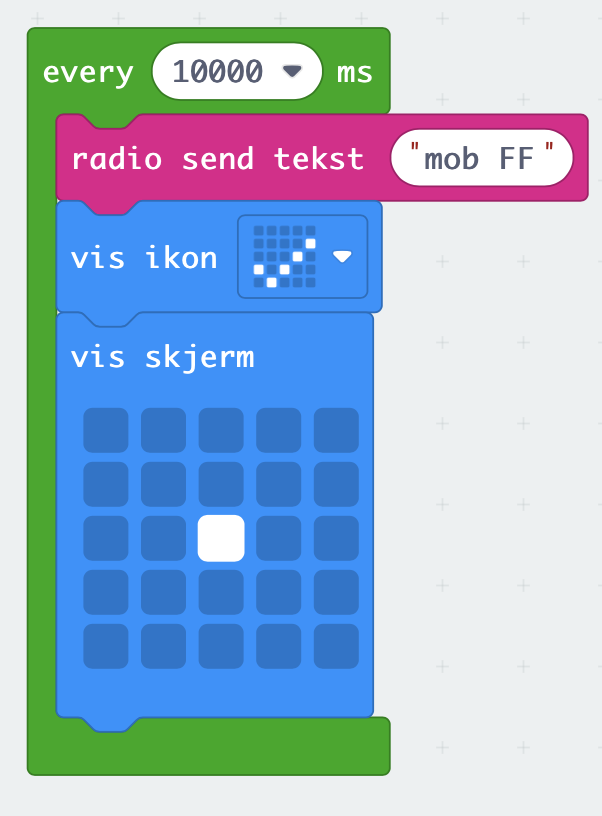 every 10000 ms
radio send tekst "mob FF"
vis ikon
vis skjerm